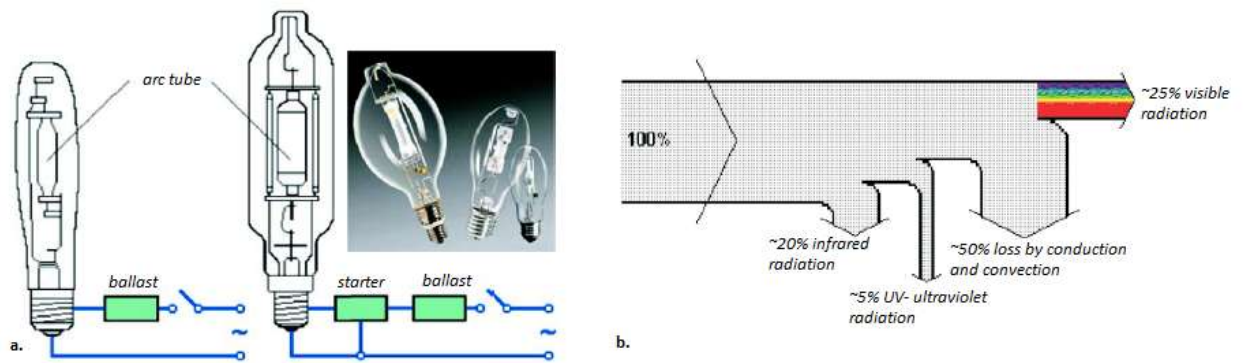 arc tube
ballast
starter
ballast
~
~
a.
100%
~25% visible
radiation
~20% infrared
radiation
~50% loss by conduction
and convection
~5% UV- ultraviolet
radiation
b.